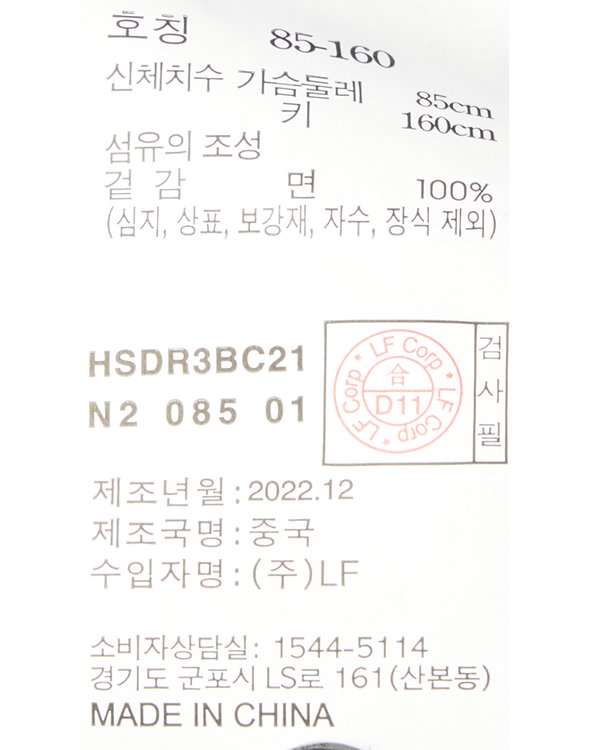 호칭 85-160
신체치수 가슴둘레 85cm
키 160cm
섬유의 조성
겉 감 면 100%
(심지, 상표, 보강재, 자수, 장식 제외)
HSDR3BC21
N2 085 01
LF Corp * LF Corp * LF Corp *
合
D11
검사필
제조년월 : 2022.12
제조국명 : 중국
수입자명 : (주)LF
소비자상담실: 1544-5114
경기도 군포시 LS로 161(산본동)
MADE IN CHINA